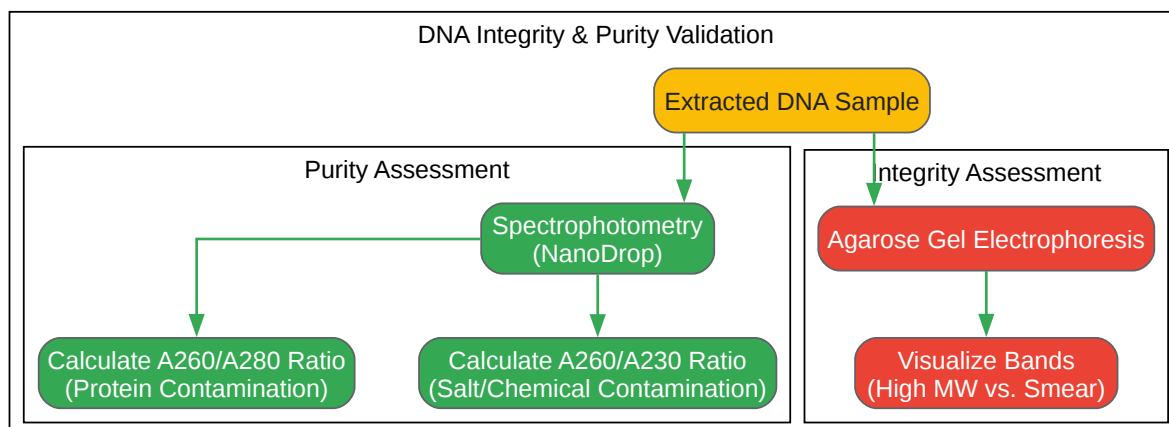 DNA Integrity & Purity Validation
Extracted DNA Sample
Purity Assessment
Integrity Assessment
Spectrophotometry
(NanoDrop)
Agarose Gel Electrophoresis
Calculate A260/A280 Ratio
(Protein Contamination)
Calculate A260/A230 Ratio
(Salt/Chemical Contamination)
Visualize Bands
(High MW vs. Smear)